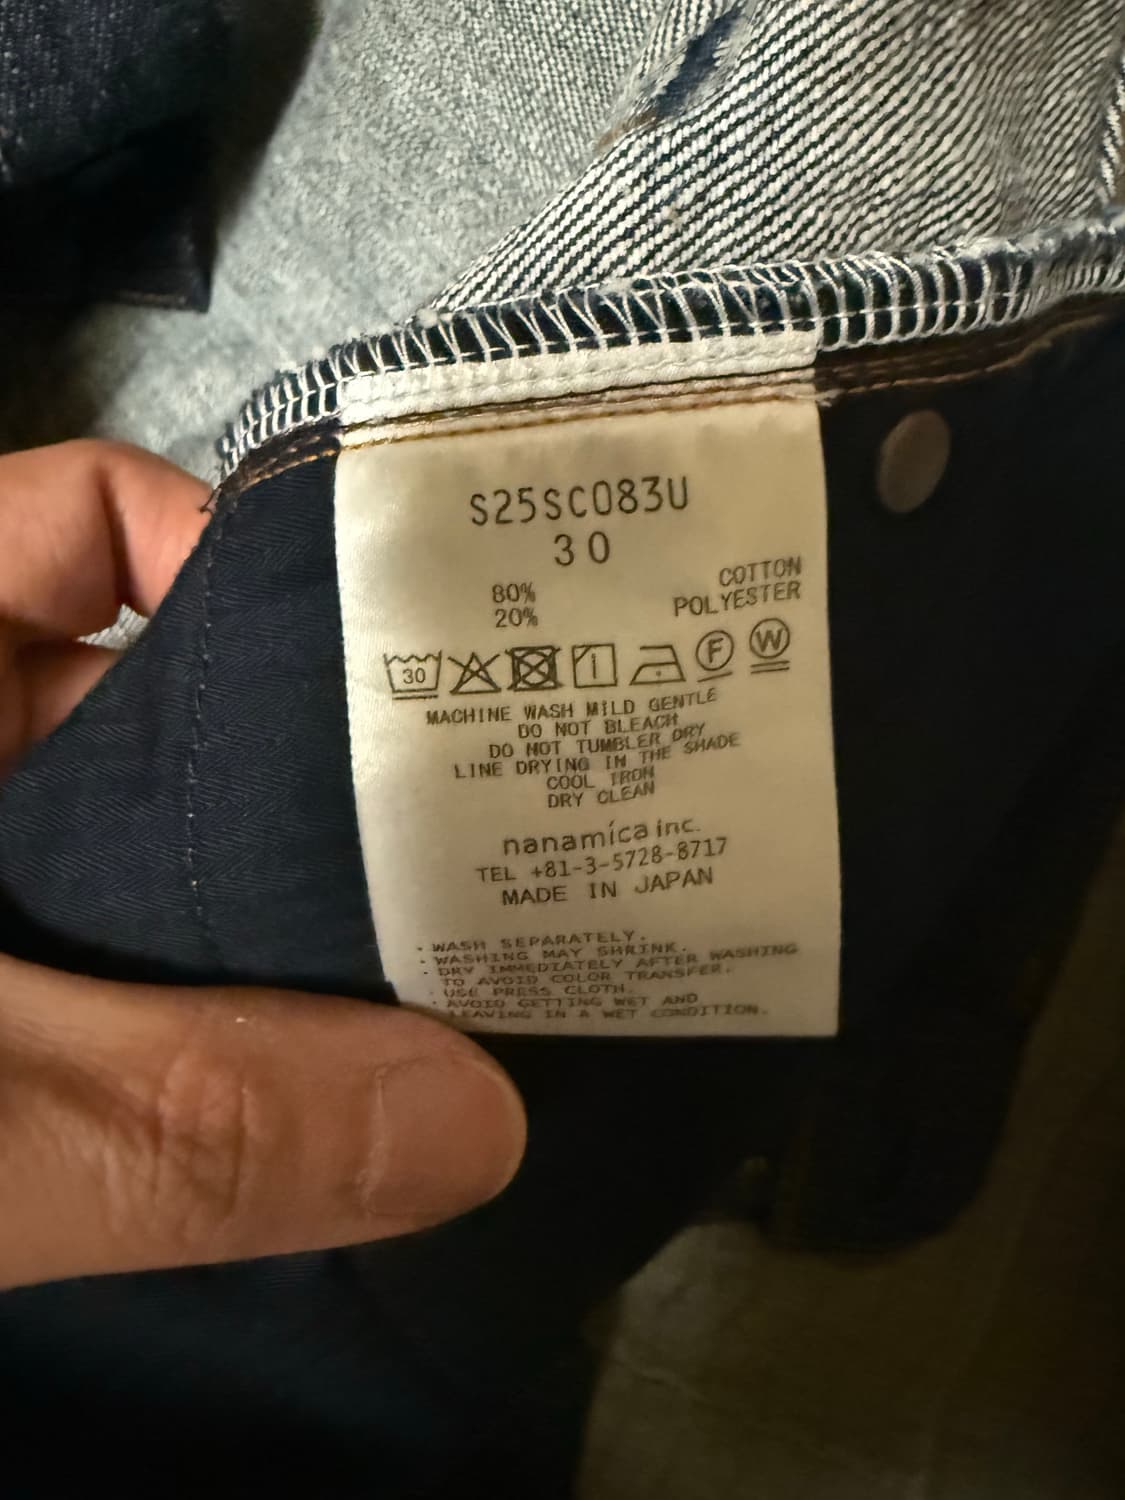 S25SC083U
30
80% COTTON
20% POLYESTER
30 F W
MACHINE WASH MILD GENTLE
DO NOT BLEACH
DO NOT TUMBLER DRY
LINE DRYING IN THE SHADE
COOL IRON
DRY CLEAN
nanamica inc.
TEL +81-3-5728-8717
MADE IN JAPAN
・WASH SEPARATELY.
・WASHING MAY SHRINK.
・DRY IMMEDIATELY AFTER WASHING
TO AVOID COLOR TRANSFER.
・USE PRESS CLOTH.
・AVOID GETTING WET AND
LEAVING IN A WET CONDITION.